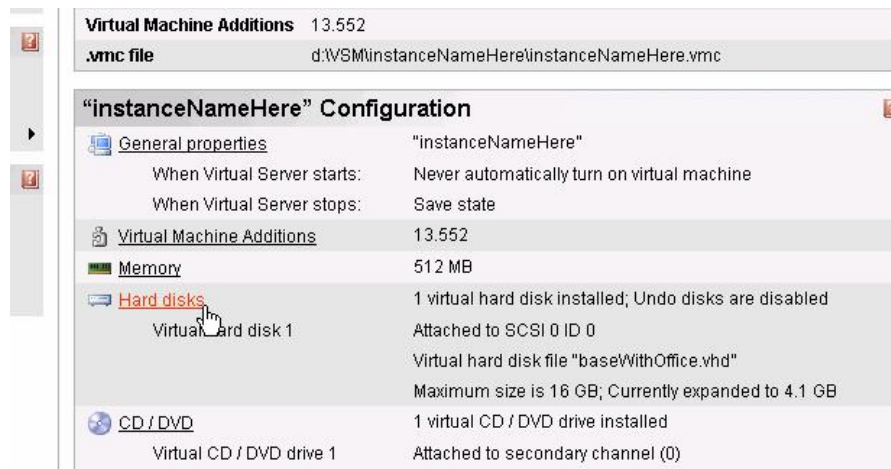 Virtual Machine Additions 13.552
.vmc file d:\VSM\instanceNameHere\instanceNameHere.vmc
“instanceNameHere” Configuration
General properties "instanceNameHere"
When Virtual Server starts: Never automatically turn on virtual machine
When Virtual Server stops: Save state
Virtual Machine Additions 13.552
Memory 512 MB
Hard disks 1 virtual hard disk installed; Undo disks are disabled
Virtual hard disk 1 Attached to SCSI 0 ID 0
Virtual hard disk file "baseWithOffice.vhd"
Maximum size is 16 GB; Currently expanded to 4.1 GB
CD / DVD 1 virtual CD / DVD drive installed
Virtual CD / DVD drive 1 Attached to secondary channel (0)